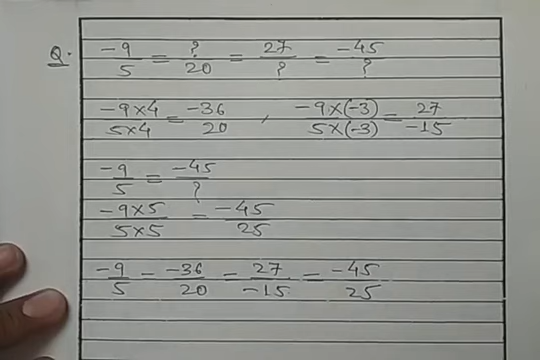 Q. -9/5 = ?/20 = 27/? = -45/?
-9×4/5×4 = -36/20 , -9×(-3)/5×(-3) = 27/-15
-9/5 = -45/?
-9×5/5×5 = -45/25
-9/5 - -36/20 = 27/-15 = -45/25